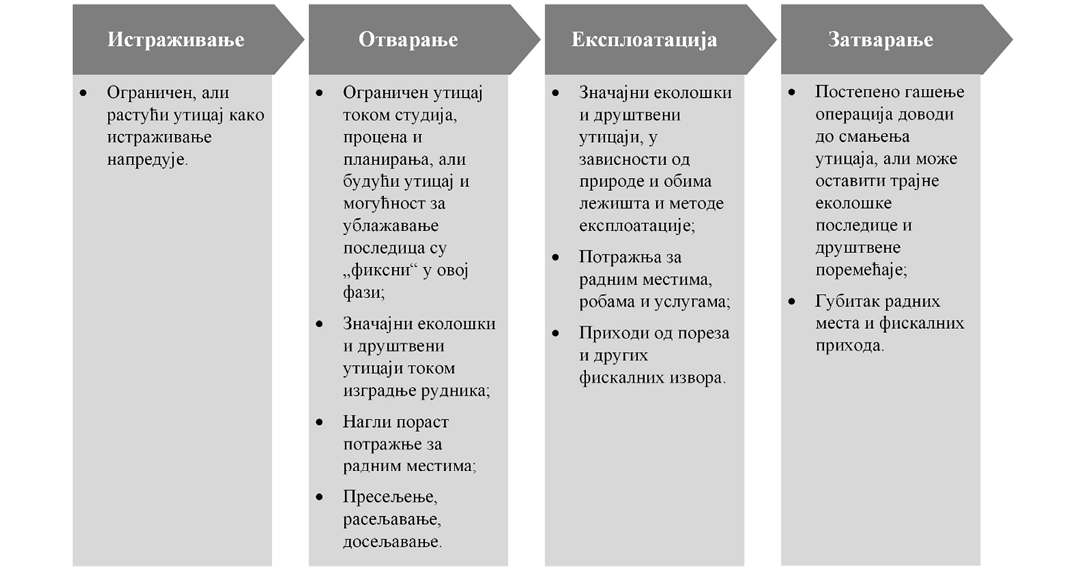 Истраживање
Ограничен, али
растући утицај како
истраживање
напредује.
Отварање
Ограничен утицај
током студија,
процена и
планирања, али
будући утицај и
могућност за
ублажавање
последица су
„фиксни“ у овој
фази;
Значајни еколошки
и друштвени
утицаји током
изградње рудника;
Нагли пораст
потражње за
радним местима;
Пресељење,
расељавање,
досељавање.
Експлоатација
Значајни еколошки
и друштвени
утицаји, у
зависности од
природе и обима
лежишта и методе
експлоатације;
Потражња за
радним местима,
робама и услугама;
Приходи од пореза
и других
фискалних извора.
Затварање
Постепено гашење
операција доводи
до смањења
утицаја, али може
оставити трајне
еколошке
последице и
друштвене
поремећаје;
Губитак радних
места и фискалних
прихода.